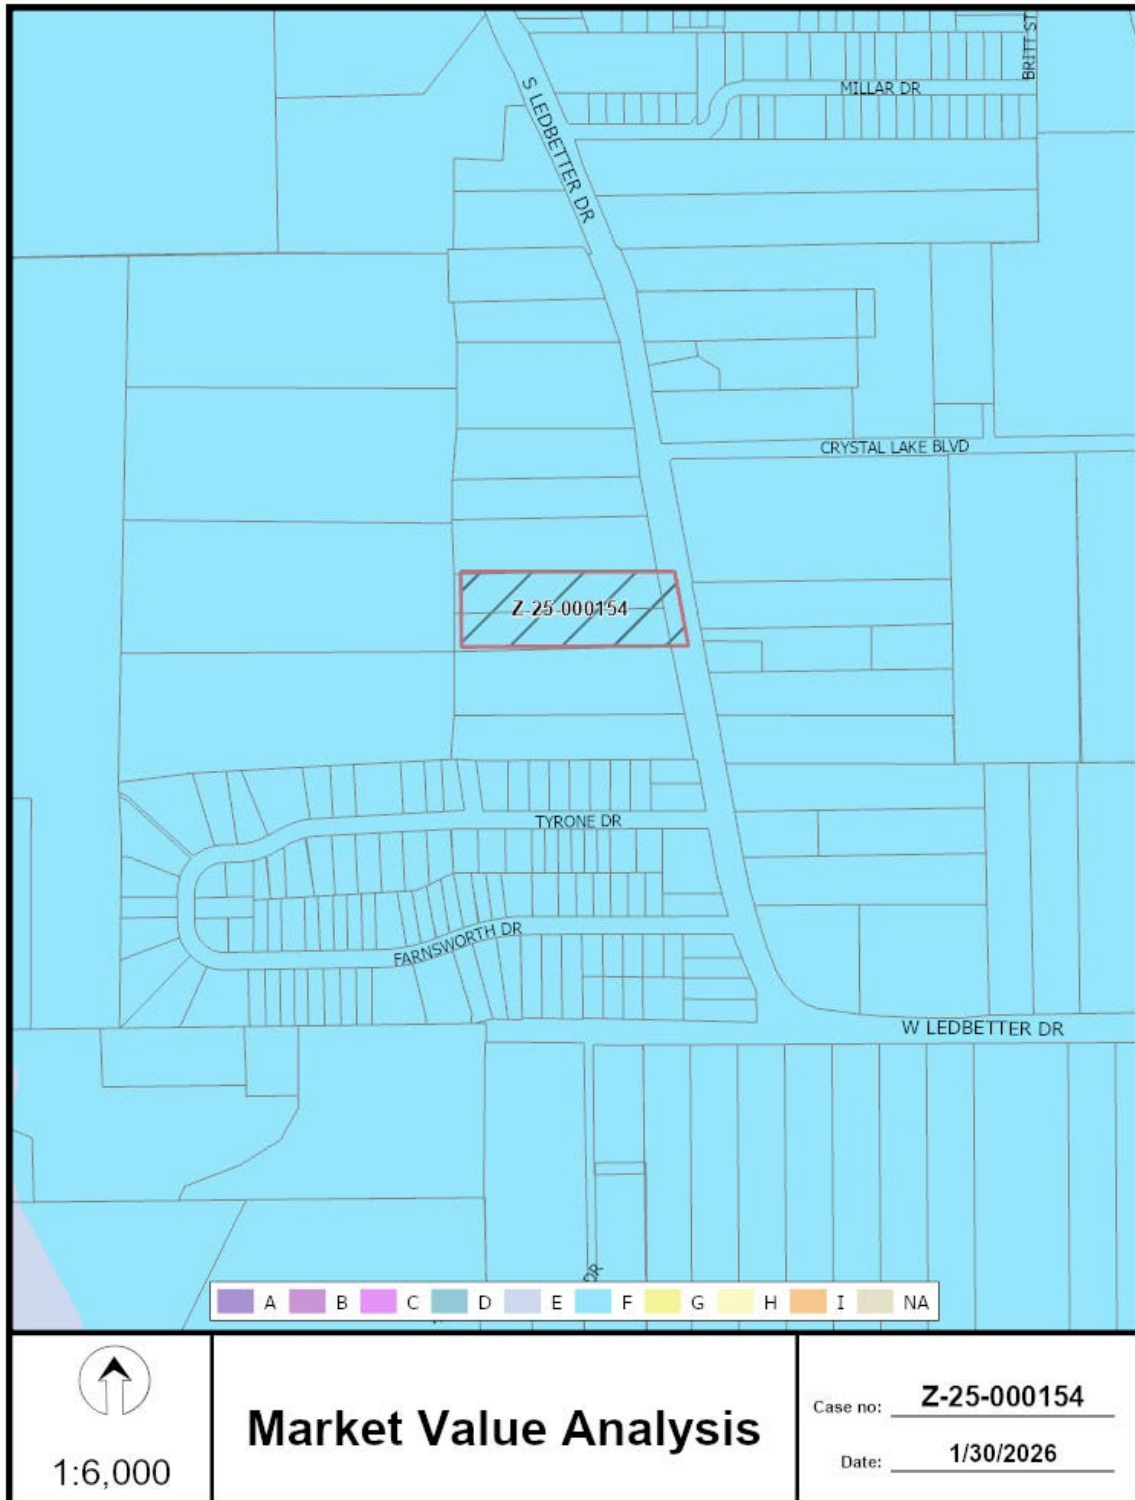 BRITT ST
MILLAR DR
S LEDBETTER DR
CRYSTAL LAKE BLVD
Z-25-000154
TYRONE DR
FARNSWORTH DR
W LEDBETTER DR
DR
A B C D E F G H I NA
1:6,000
Market Value Analysis
Case no: Z-25-000154
Date: 1/30/2026